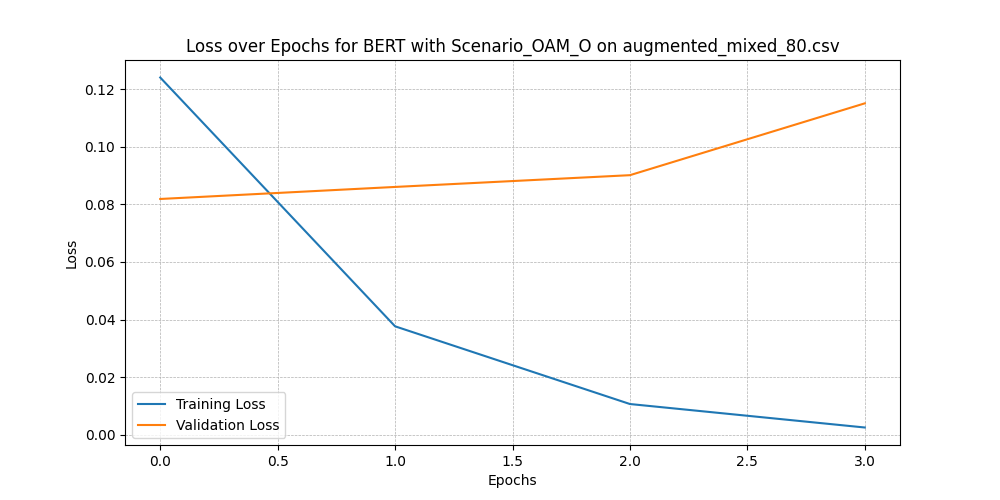 Loss over Epochs for BERT with Scenario_OAM_O on augmented_mixed_80.csv
0.12
0.10
0.08
0.06
0.04
0.02
0.00
Loss
Training Loss
Validation Loss
0.0 0.5 1.0 1.5 2.0 2.5 3.0
Epochs